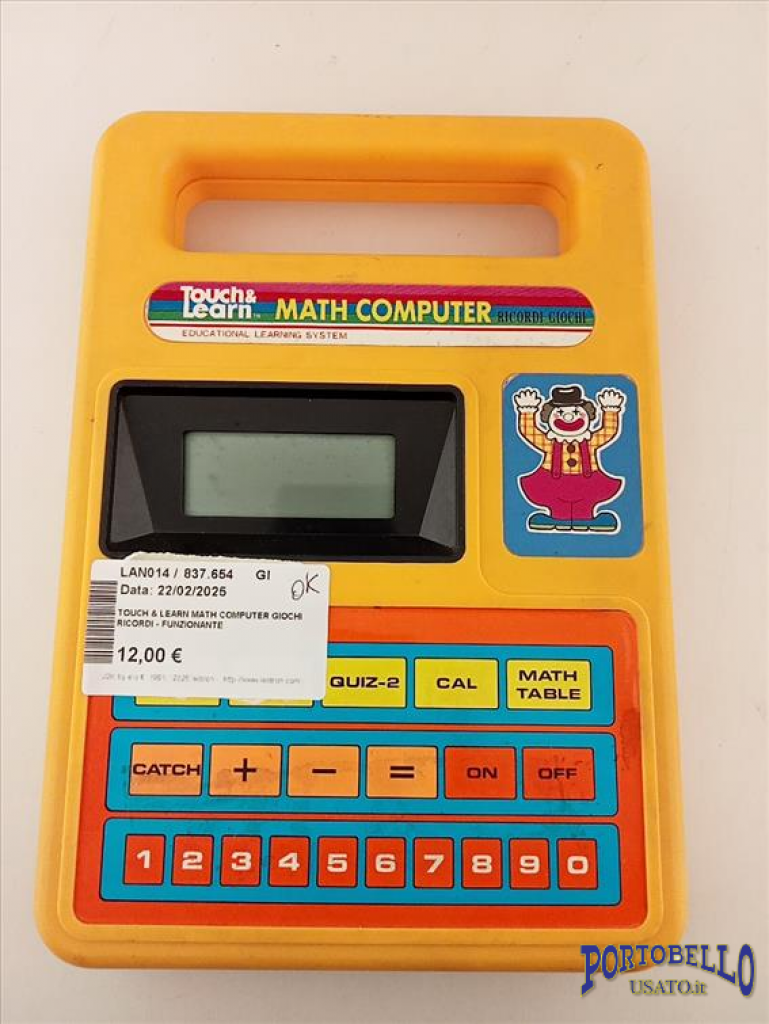 Touch &
Learn™ MATH COMPUTER RICORDI GIOCHI
EDUCATIONAL LEARNING SYSTEM
LAN014 / 837.654 GI
Data: 22/02/2025
OK
TOUCH & LEARN MATH COMPUTER GIOCHI
RICORDI - FUNZIONANTE
12,00 €
QUIZ-2 CAL MATH TABLE
CATCH + − = ON OFF
1 2 3 4 5 6 7 8 9 0
PORTOBELLO
USATO.it